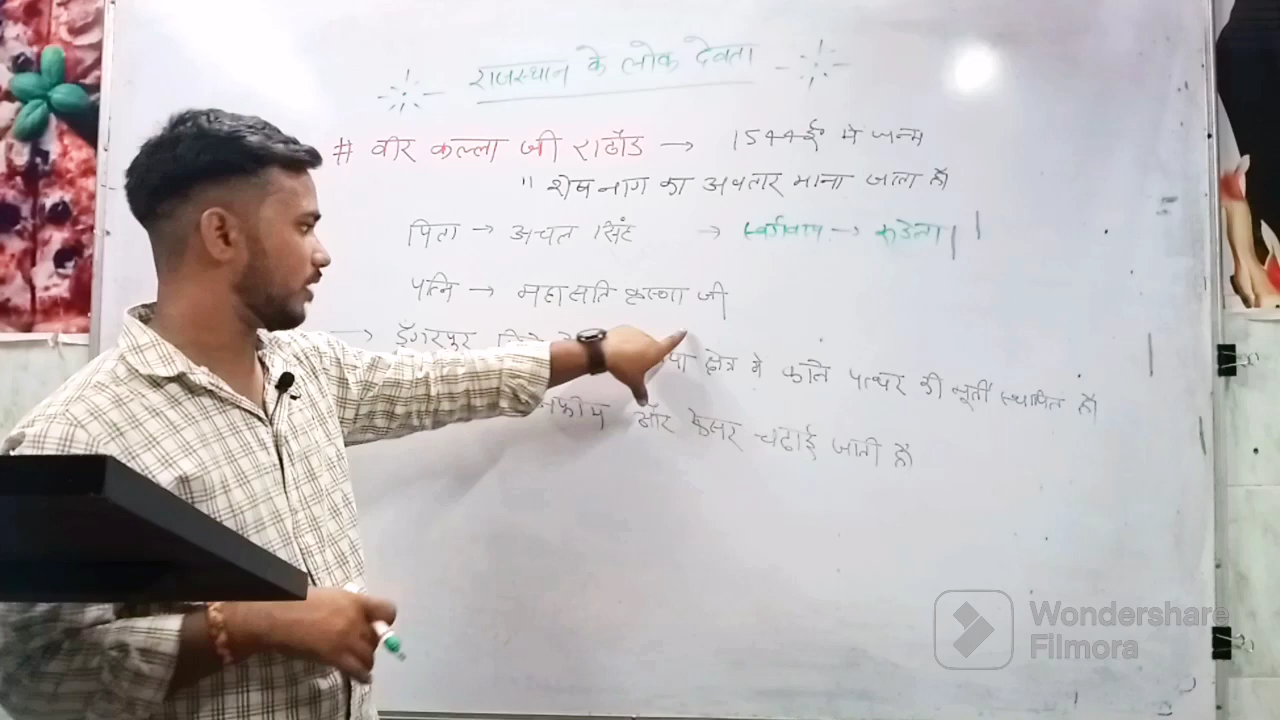 राजस्थान के लोक देवता
# वीर कल्ला जी राठौड → 1544ई में जन्म
" शेषनाग का अवतार माना जाता है।
पिता → अचल सिंह →
पत्नि → महासति कृष्णा जी
→ डूँगरपुर क्षेत्र में काले पत्थर की मूर्ती स्थापित है।
और केसर चढाई जाती है।
Wondershare
Filmora